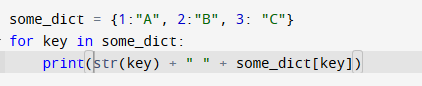 some_dict = {1:"A", 2:"B", 3: "C"}
for key in some_dict:
    print(str(key) + " " + some_dict[key])